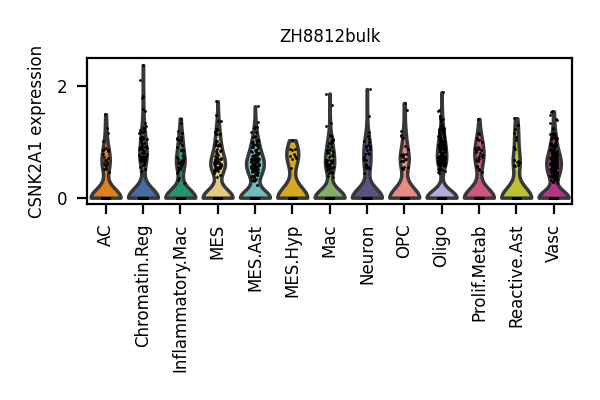 ZH8812bulk
CSNK2A1 expression
2
0
AC
Chromatin.Reg
Inflammatory.Mac
MES
MES.Ast
MES.Hyp
Mac
Neuron
OPC
Oligo
Prolif.Metab
Reactive.Ast
Vasc